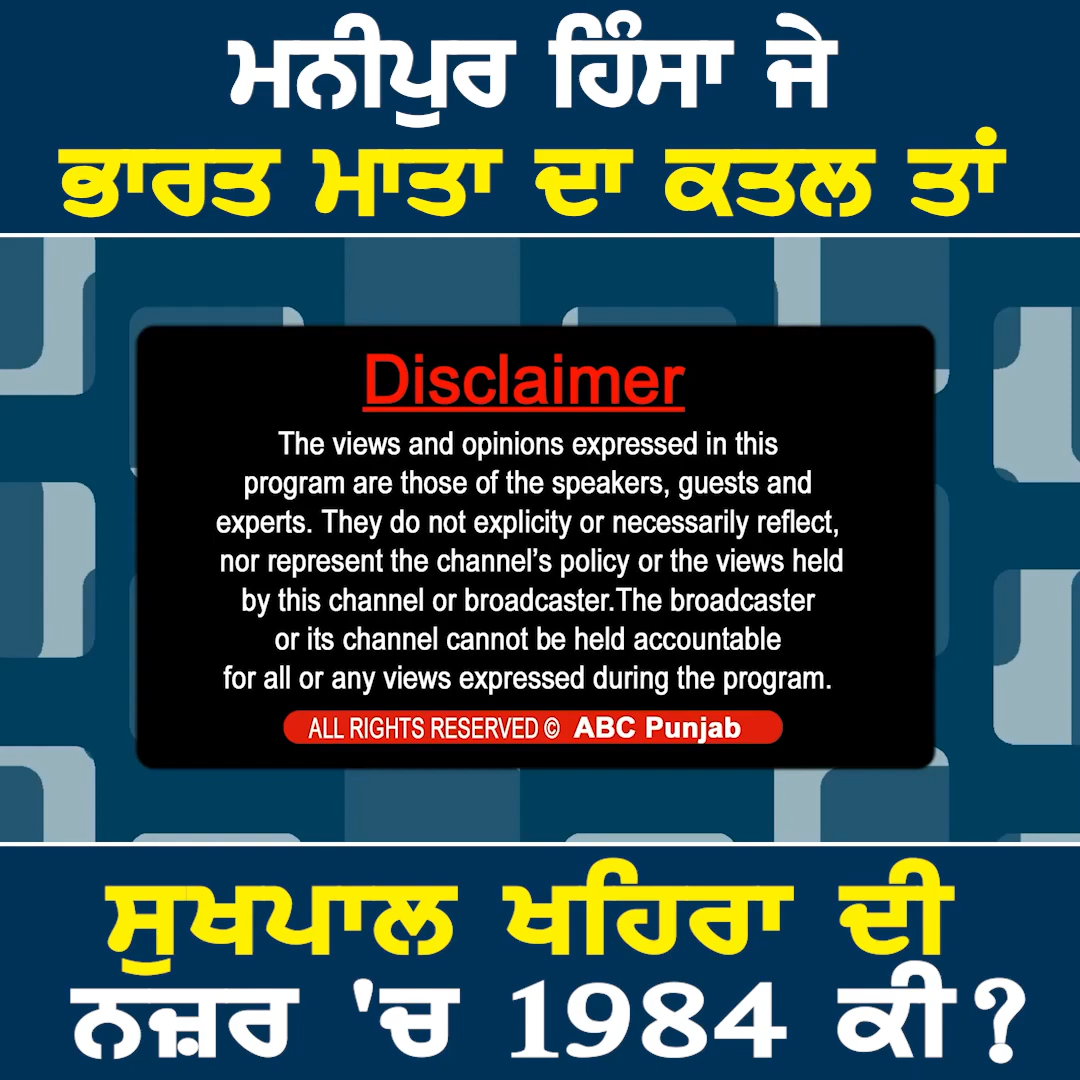 ਮਨੀਪੁਰ ਹਿੰਸਾ ਜੇ
ਭਾਰਤ ਮਾਤਾ ਦਾ ਕਤਲ ਤਾਂ
Disclaimer
The views and opinions expressed in this
program are those of the speakers, guests and
experts. They do not explicity or necessarily reflect,
nor represent the channel’s policy or the views held
by this channel or broadcaster.The broadcaster
or its channel cannot be held accountable
for all or any views expressed during the program.
ALL RIGHTS RESERVED © ABC Punjab
ਸੁਖਪਾਲ ਖਹਿਰਾ ਦੀ
ਨਜ਼ਰ 'ਚ 1984 ਕੀ?